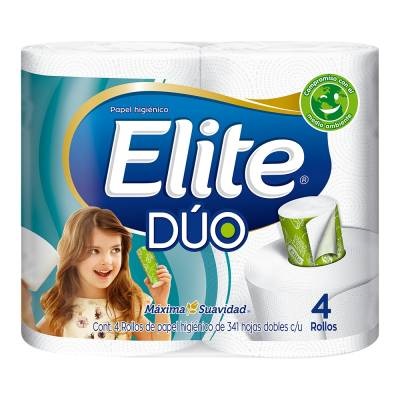 Compromiso con el
medio ambiente
Papel higiénico
Elite®
DÚO
Máxima Suavidad
Cont. 4 Rollos de papel higiénico de 341 hojas dobles c/u
4
Rollos